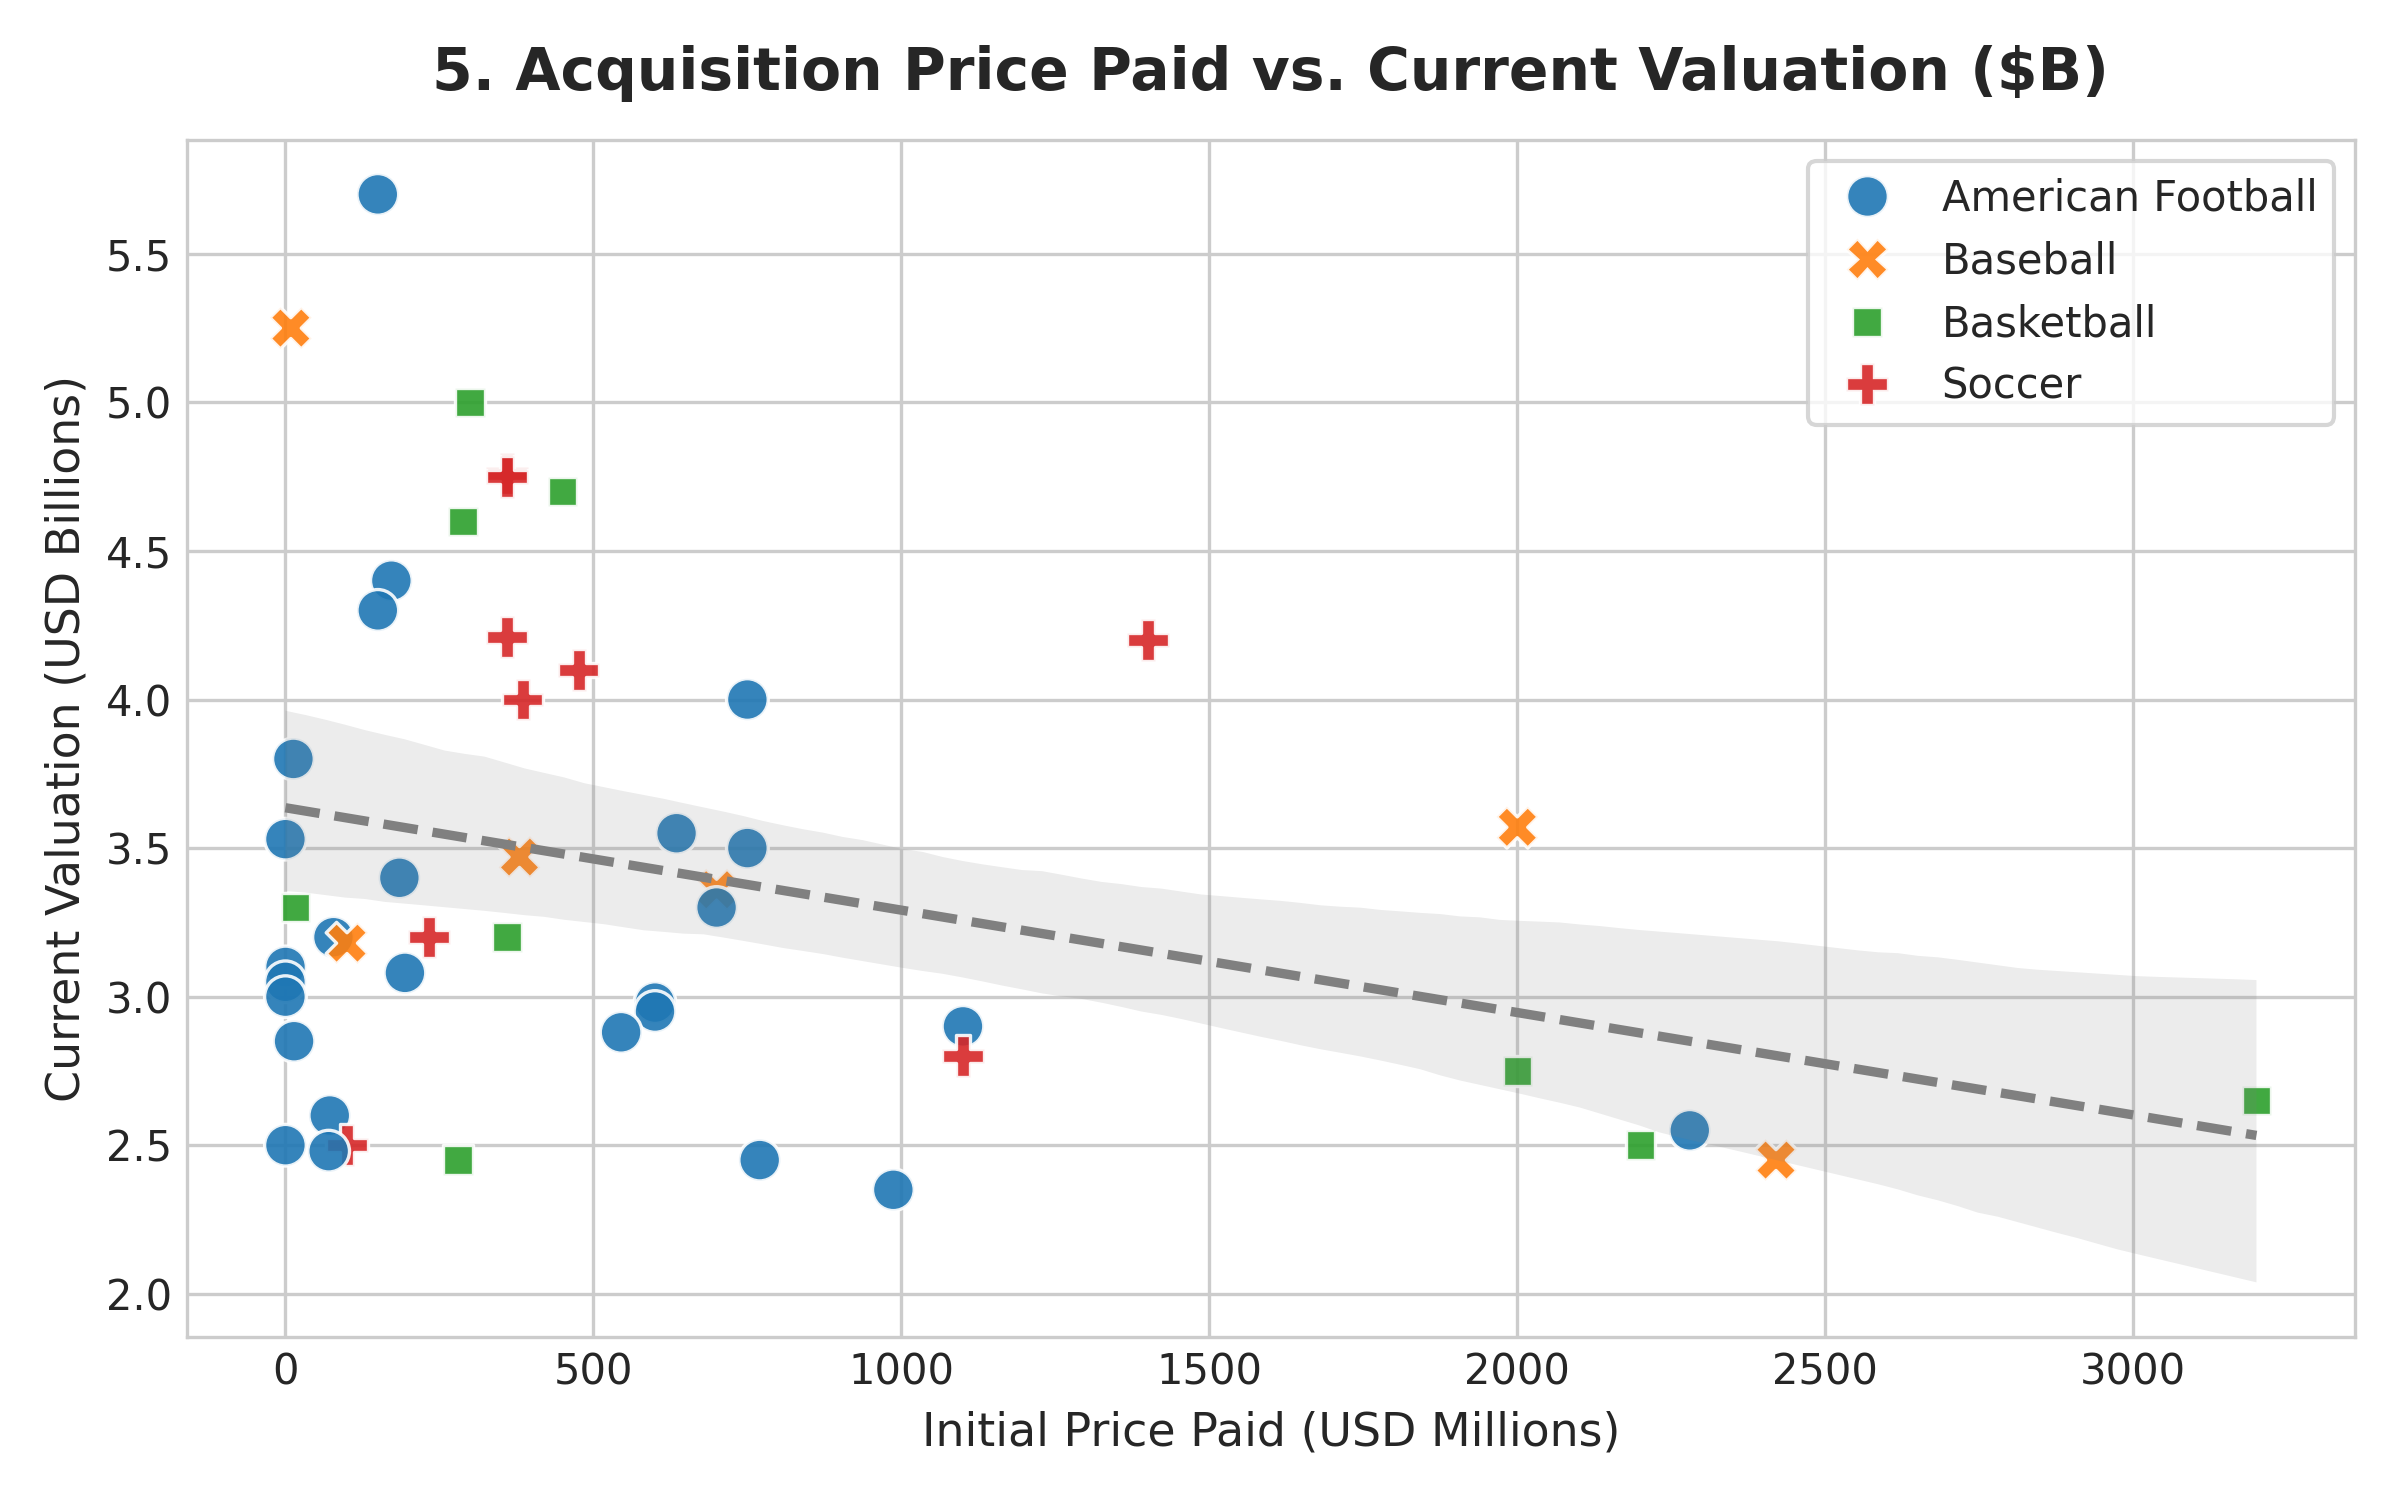 5. Acquisition Price Paid vs. Current Valuation ($B)
American Football
Baseball
Basketball
Soccer
Current Valuation (USD Billions)
5.5
5.0
4.5
4.0
3.5
3.0
2.5
2.0
0 500 1000 1500 2000 2500 3000
Initial Price Paid (USD Millions)